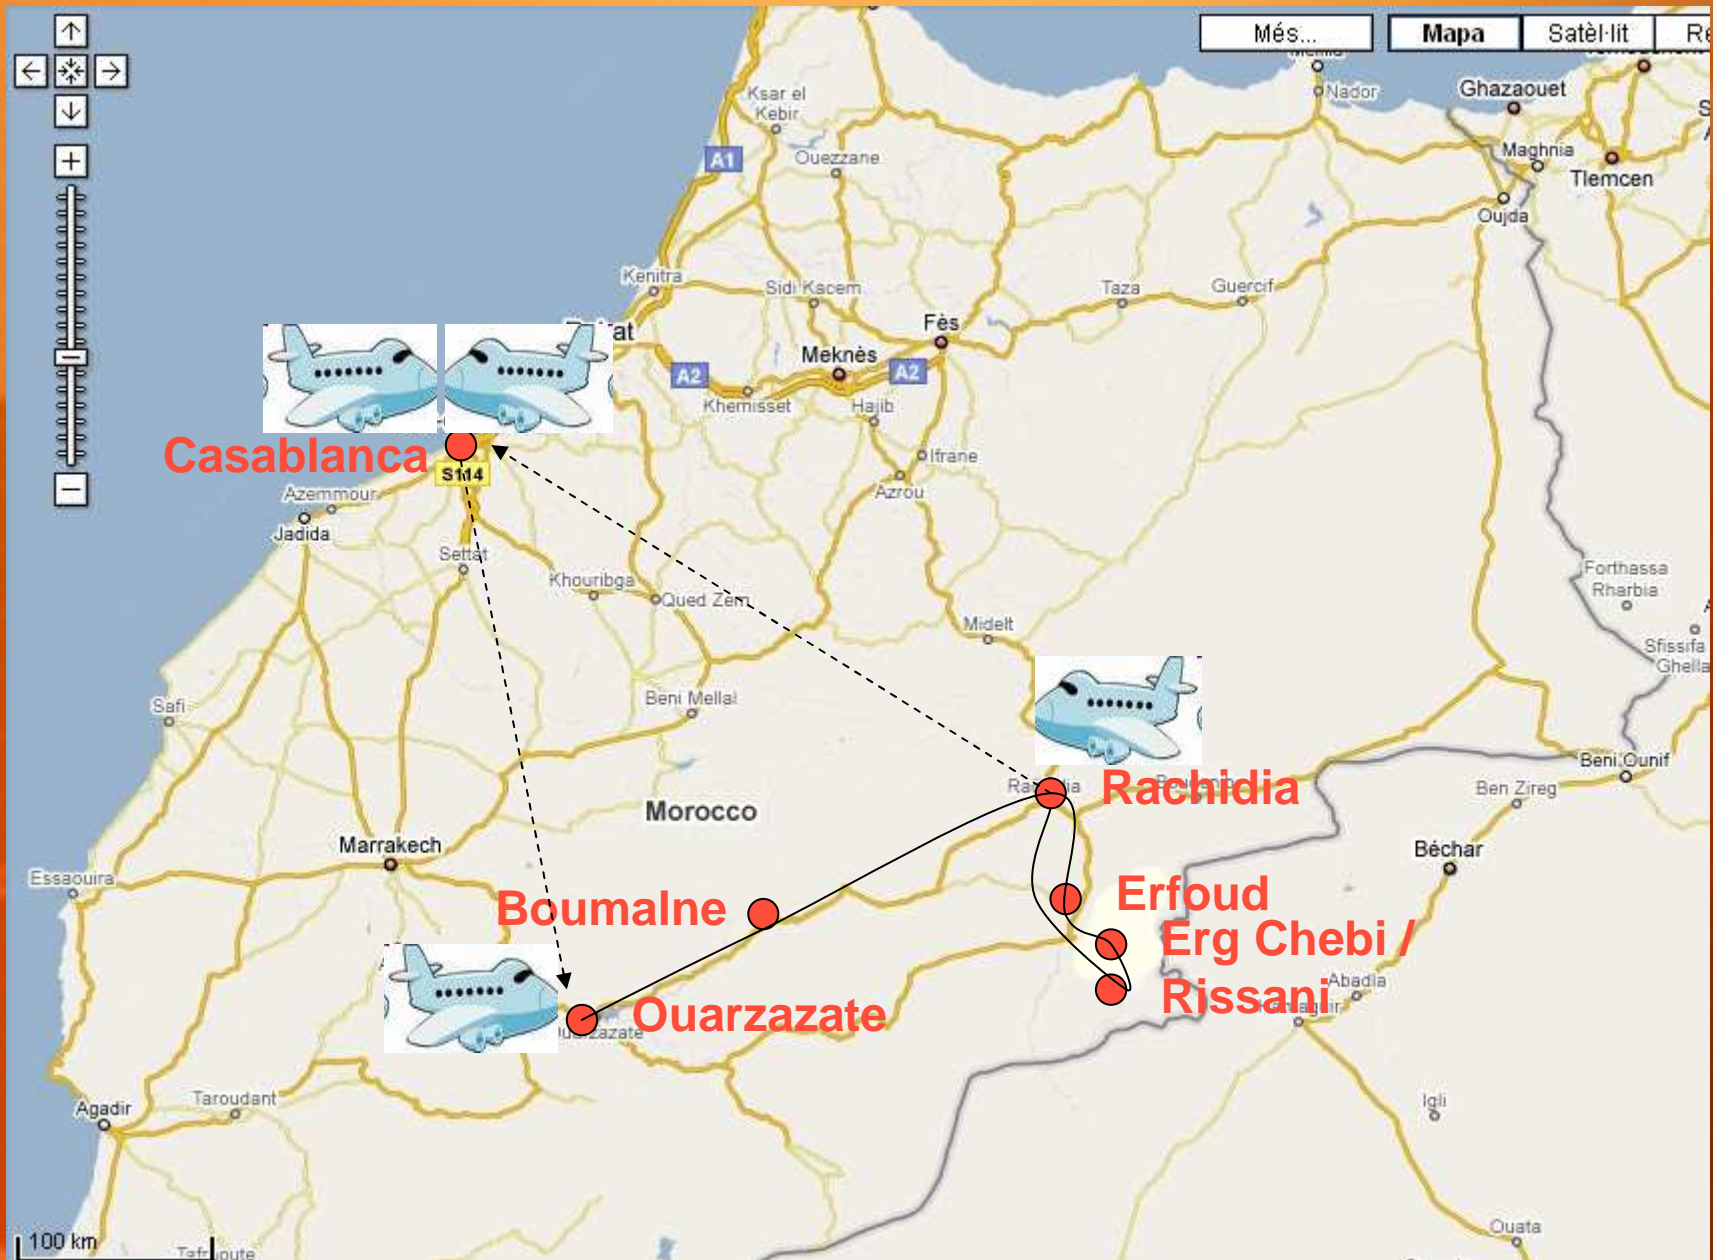 Més...
Mapa
Satèl·lit
Ksar el
Kebir
Nador
Ghazaouet
A1
Ouezzane
Maghnia
Tlemcen
Oujda
Kenitra
Sidi Kacem
Taza
Guercif
Fès
Meknès
A2
A2
Khemisset
Hajib
Casablanca
S114
Ifrane
Azrou
Azemmour
Jadida
Settat
Khouribga
Qued Zem
Forthassa
Rharbia
Midelt
Sfissifa
Ghella
Safi
Beni Mellal
Beni Ounif
Rachidia
Ben Zireg
Morocco
Marrakech
Béchar
Essaouira
Boumalne
Erfoud
Erg Chebi /
Rissani
Abadla
Ouarzazate
Agadir
Taroudant
Igli
Ouata
100 km